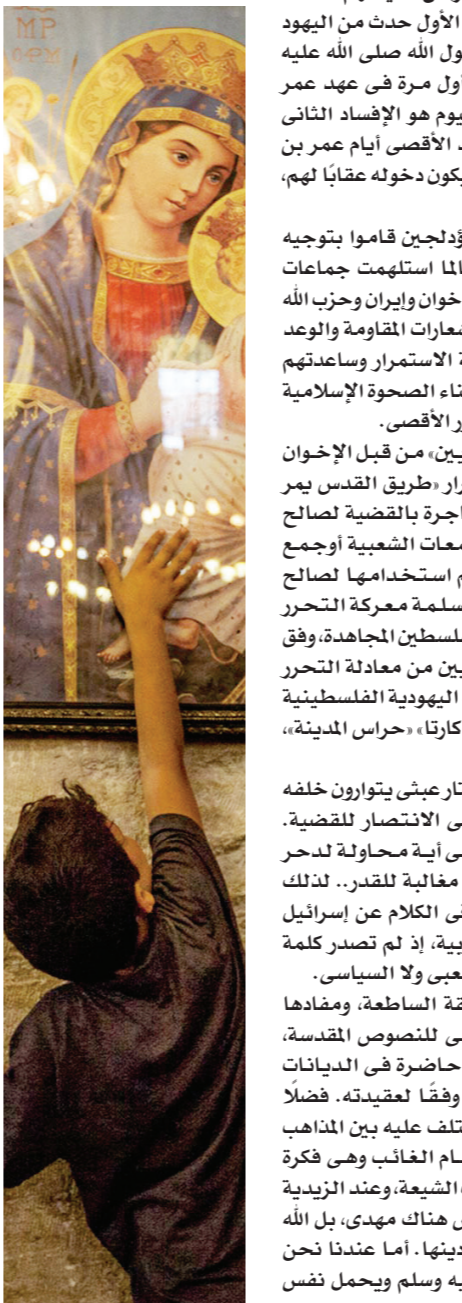 MP
الأول حدث من اليهود
ول الله صلى الله عليه
أول مرة فى عهد عمر
يوم هو الإفساد الثانى
د الأقصى أيام عمر بن
يكون دخوله عقابًا لهم،
ؤدلجين قاموا بتوجيه
الما استلهمت جماعات
خوان وإيران وحزب الله
شعارات المقاومة والوعد
ة الاستمرار وساعدتهم
ناء الصحوة الإسلامية
ر الأقصى.
يين» من قبل الإخوان
رار «طريق القدس يمر
اجرة بالقضية لصالح
معات الشعبية أوجمع
م استخدامها لصالح
سلمة معركة التحرر
لسطين المجاهدة، وفق
يين من معادلة التحرر
اليهودية الفلسطينية
كارتا» «حراس المدينة»،
تار عبثى يتوارون خلفه
ى الانتصار للقضية.
ى أية محاولة لدحر
مغالبة للقدر.. لذلك
فى الكلام عن إسرائيل
بية، إذ لم تصدر كلمة
عبى ولا السياسى.
قة الساطعة، ومفادها
ى للنصوص المقدسة،
حاضرة فى الديانات
وفقًا لعقيدته. فضلًا
تلف عليه بين المذاهب
ام الغائب وهى فكرة
الشيعة، وعند الزيدية
س هناك مهدى، بل الله
دينها. أما عندنا نحن
يه وسلم ويحمل نفس